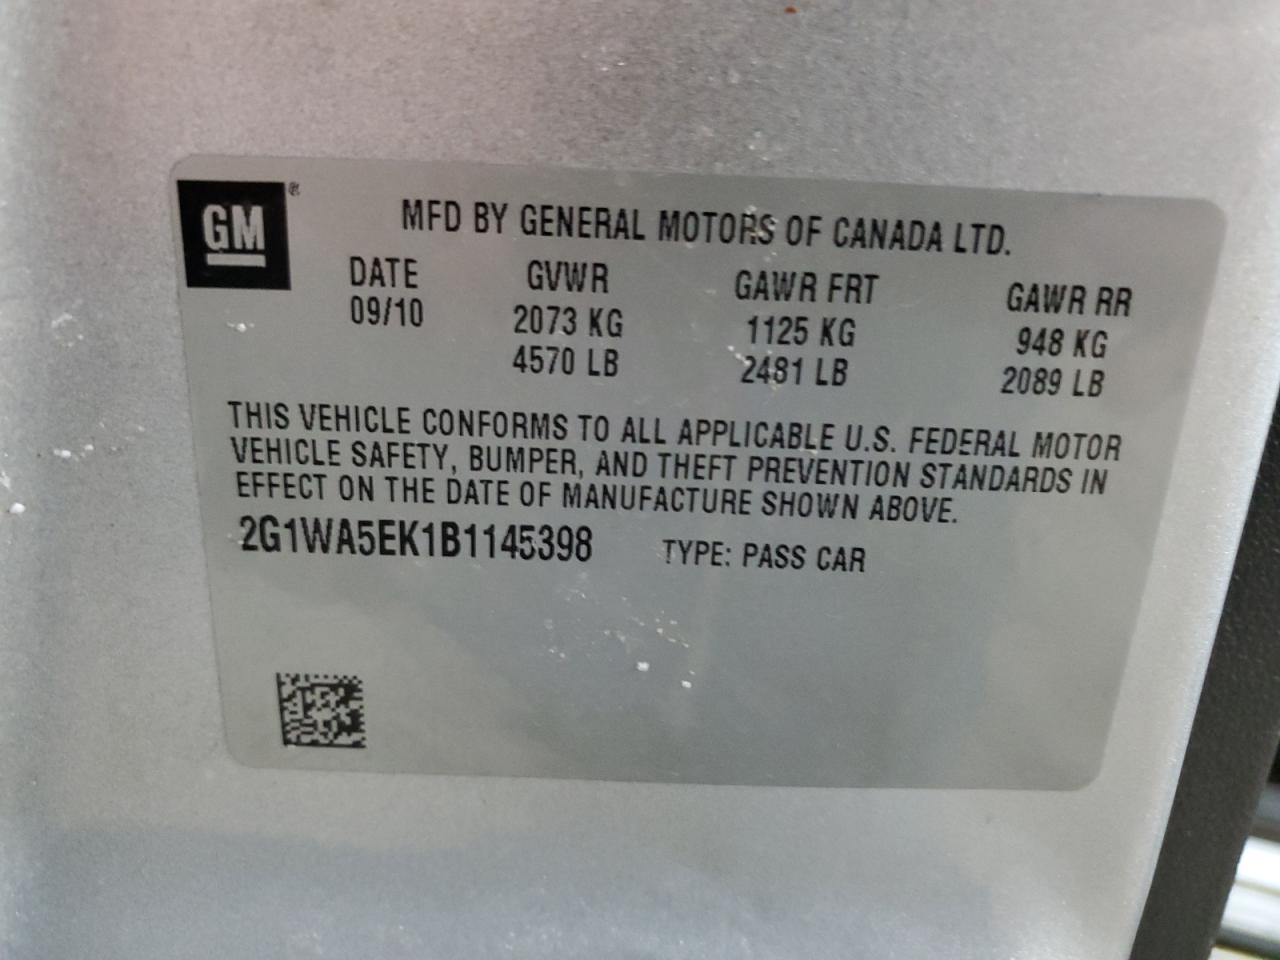 GM ®
MFD BY GENERAL MOTORS OF CANADA LTD.
DATE GVWR GAWR FRT GAWR RR
09/10 2073 KG 1125 KG 948 KG
4570 LB 2481 LB 2089 LB
THIS VEHICLE CONFORMS TO ALL APPLICABLE U.S. FEDERAL MOTOR
VEHICLE SAFETY, BUMPER, AND THEFT PREVENTION STANDARDS IN
EFFECT ON THE DATE OF MANUFACTURE SHOWN ABOVE.
2G1WA5EK1B1145398 TYPE: PASS CAR